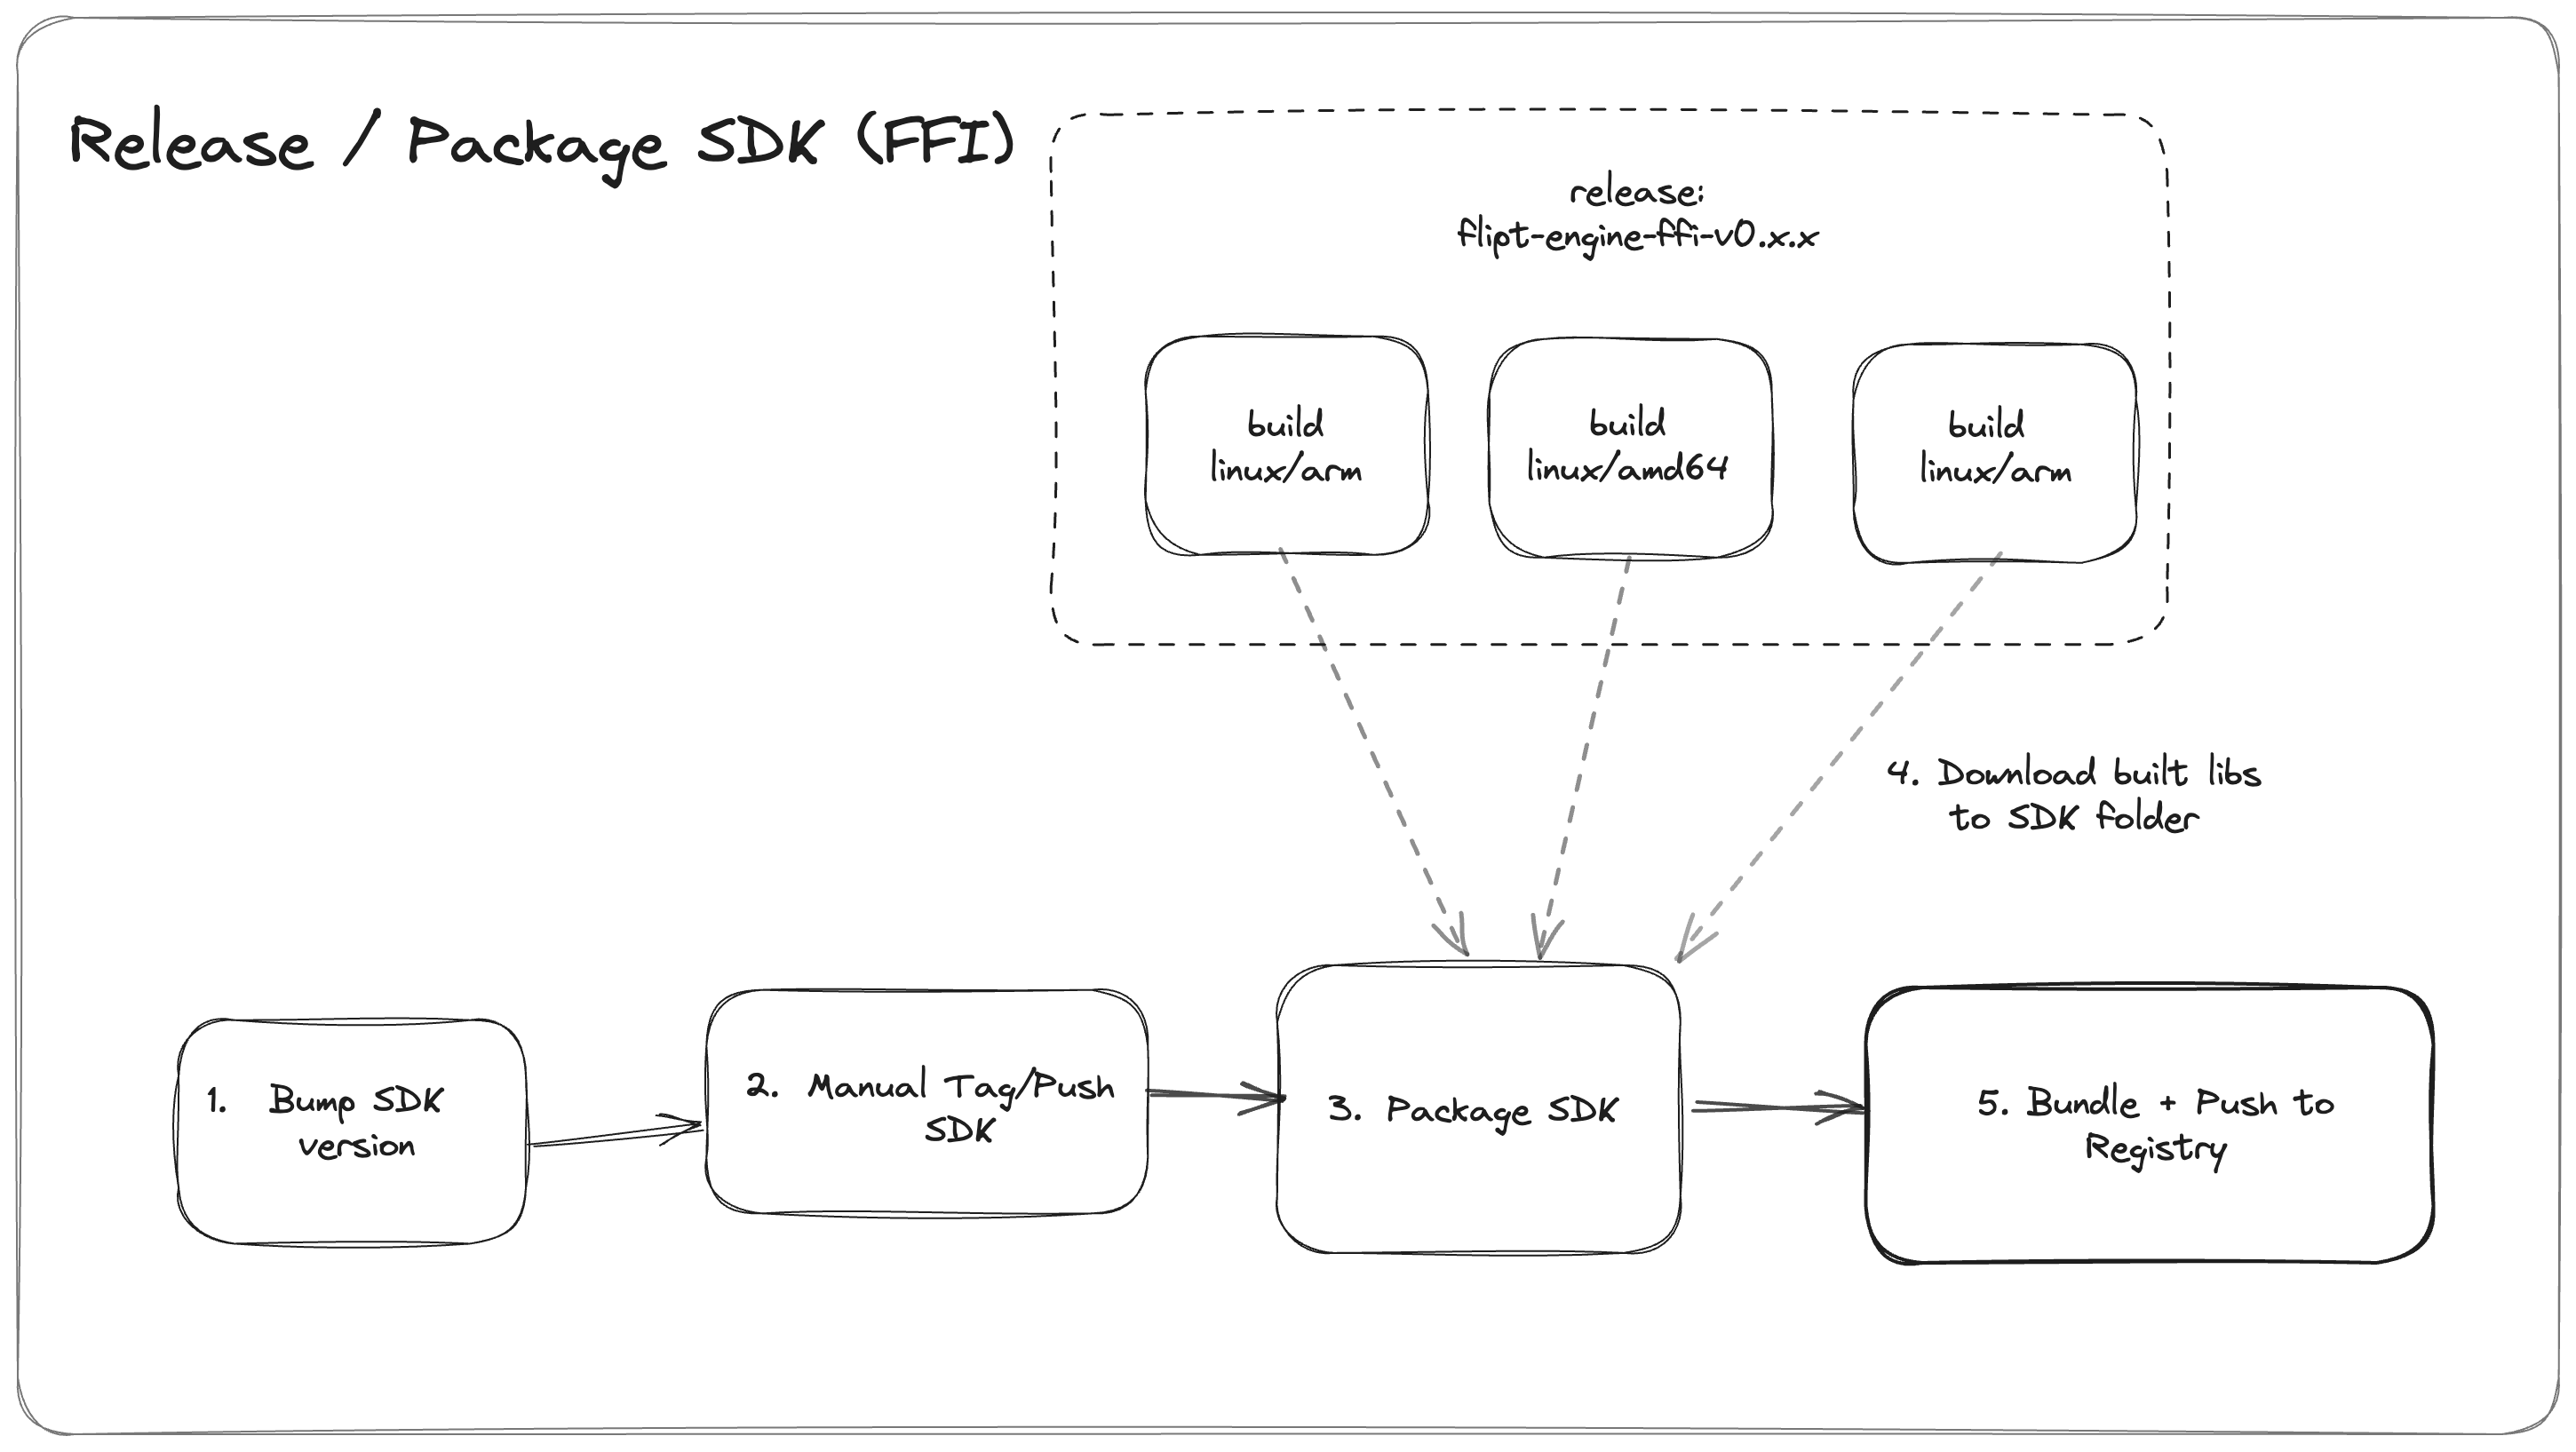 Release / Package SDK (FFI)
release:
flipt-engine-ffi-v0.x.x
build
linux/arm
build
linux/amd64
build
linux/arm
4. Download built libs
to SDK folder
1. Bump SDK
version
2. Manual Tag/Push
SDK
3. Package SDK
5. Bundle + Push to
Registry